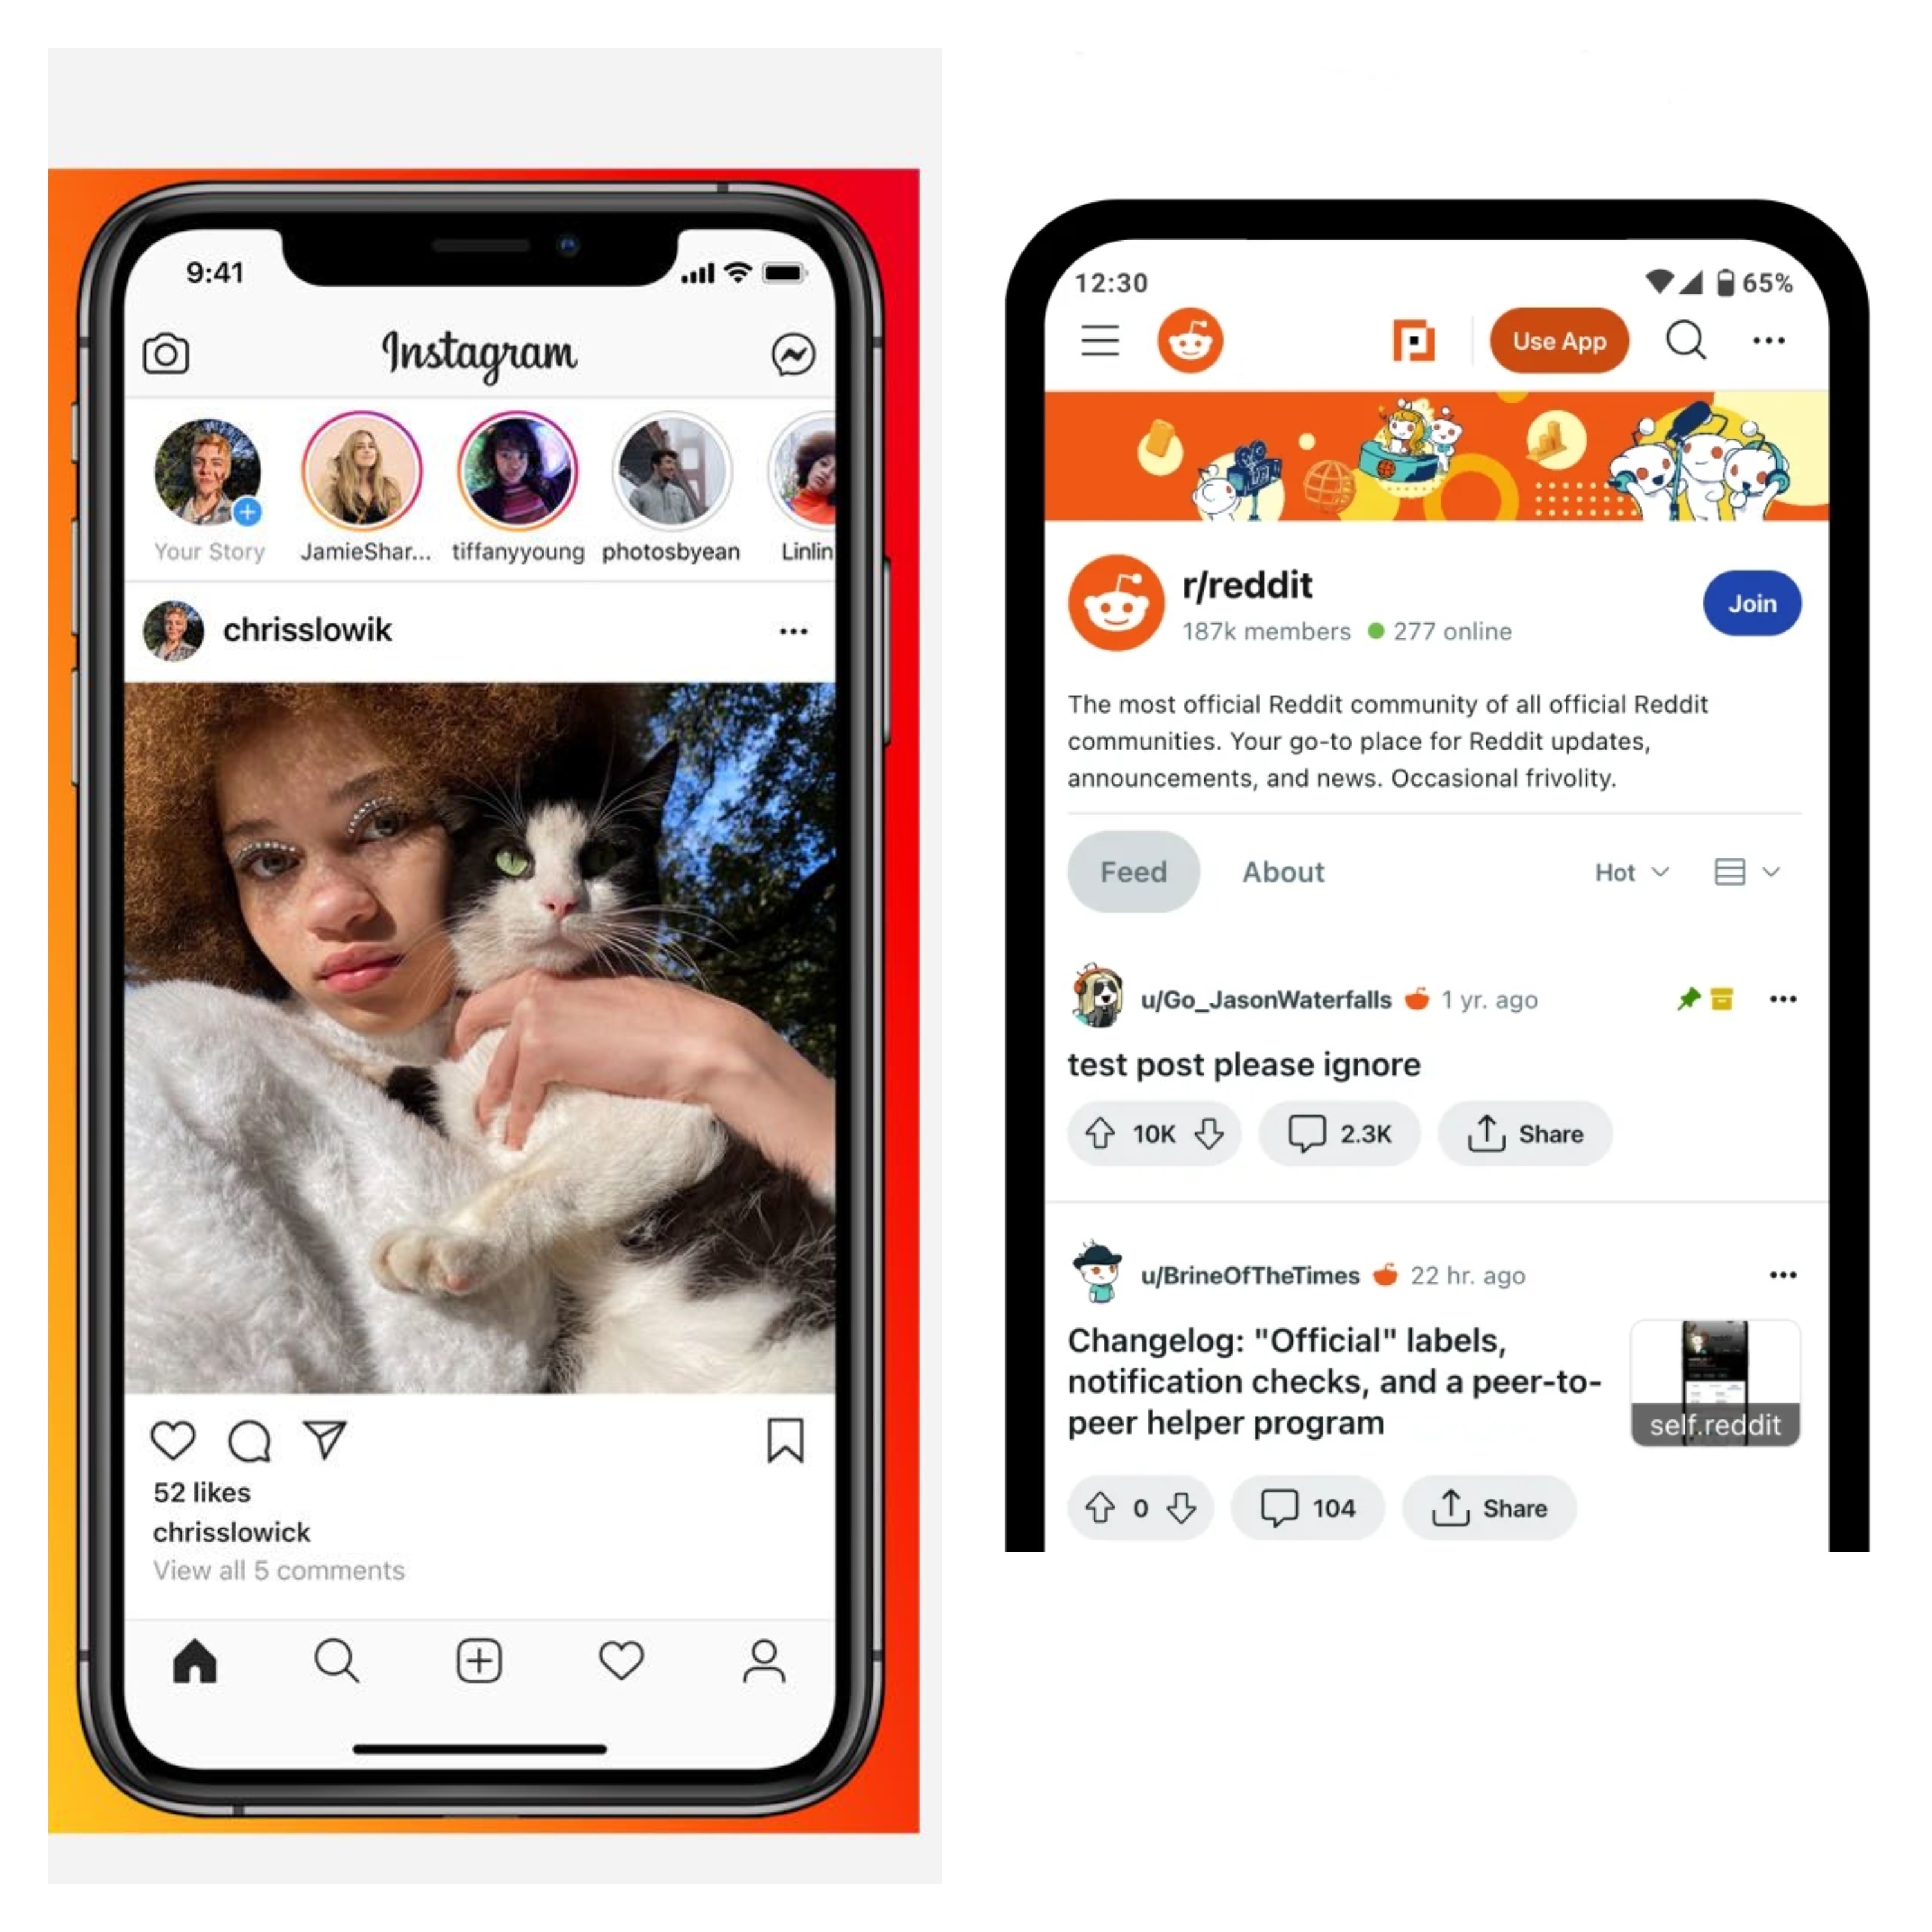 9:41
Instagram
Your Story
JamieShar...
tiffanyyoung
photosbyean
Linlin
chrisslowik
52 likes
chrisslowick
View all 5 comments
12:30
65%
Use App
r/reddit
Join
187k members
277 online
The most official Reddit community of all official Reddit
communities. Your go-to place for Reddit updates,
announcements, and news. Occasional frivolity.
Feed
About
Hot
u/Go_JasonWaterfalls
1 yr. ago
test post please ignore
10K
2.3K
Share
u/BrineOfTheTimes
22 hr. ago
Changelog: "Official" labels,
notification checks, and a peer-to-
peer helper program
self.reddit
0
104
Share